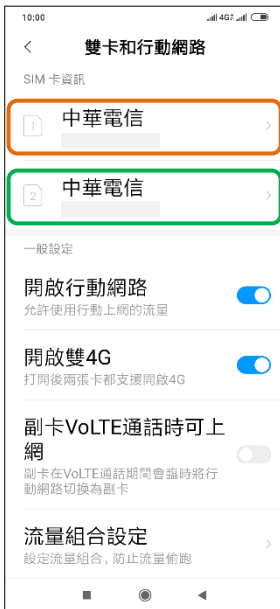 10:00
4G
雙卡和行動網路
SIM 卡資訊
1
中華電信
2
中華電信
一般設定
開啟行動網路
允許使用行動上網的流量
開啟雙4G
打開後兩張卡都支援開啟4G
副卡VoLTE通話時可上
網
副卡在VoLTE通話期間會臨時將行
動網路切換為副卡
流量組合設定
設定流量組合，防止流量偷跑